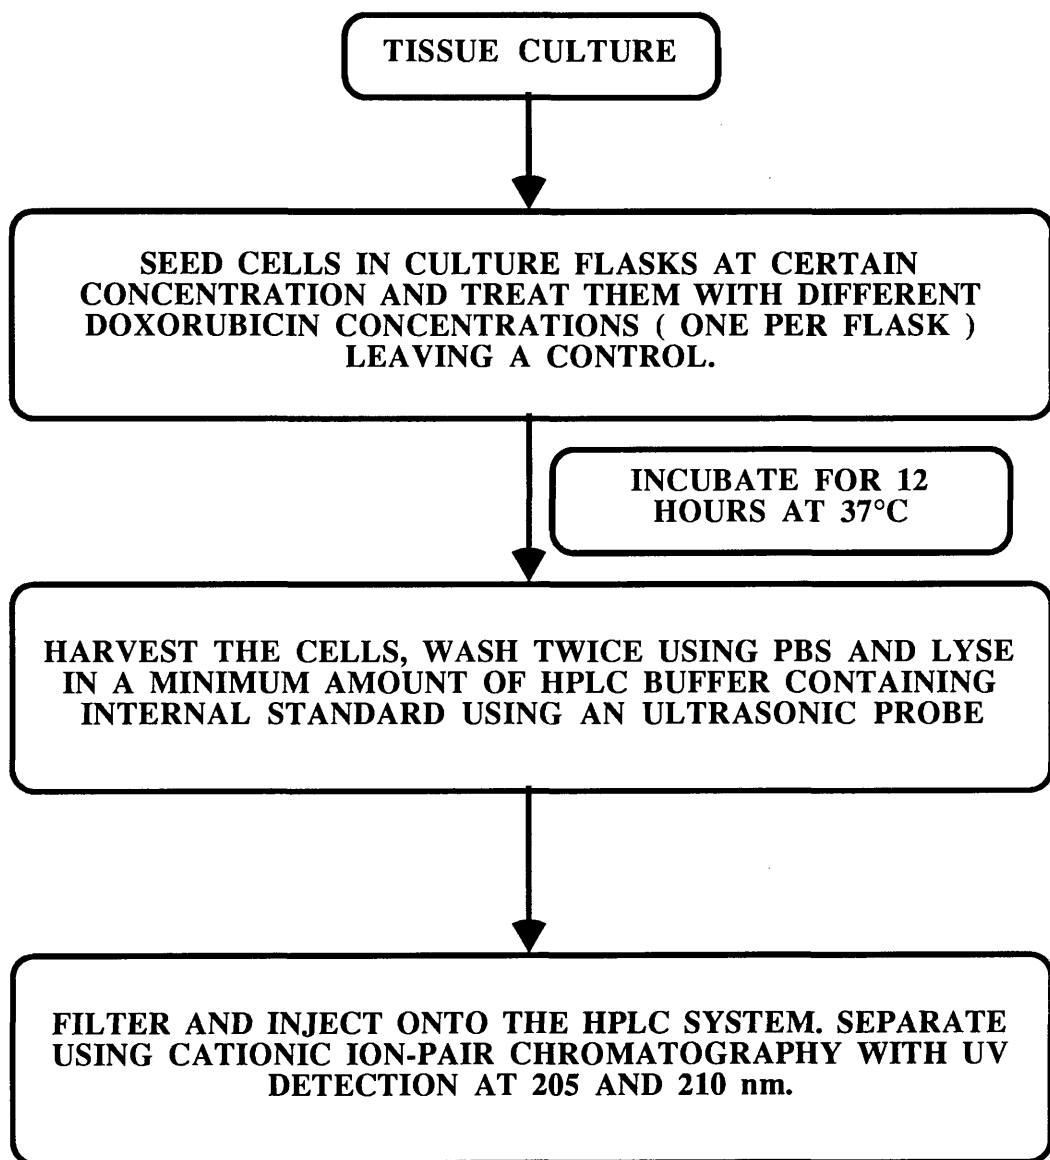 TISSUE CULTURE
SEED CELLS IN CULTURE FLASKS AT CERTAIN
CONCENTRATION AND TREAT THEM WITH DIFFERENT
DOXORUBICIN CONCENTRATIONS ( ONE PER FLASK )
LEAVING A CONTROL.
INCUBATE FOR 12
HOURS AT 37°C
HARVEST THE CELLS, WASH TWICE USING PBS AND LYSE
IN A MINIMUM AMOUNT OF HPLC BUFFER CONTAINING
INTERNAL STANDARD USING AN ULTRASONIC PROBE
FILTER AND INJECT ONTO THE HPLC SYSTEM. SEPARATE
USING CATIONIC ION-PAIR CHROMATOGRAPHY WITH UV
DETECTION AT 205 AND 210 nm.